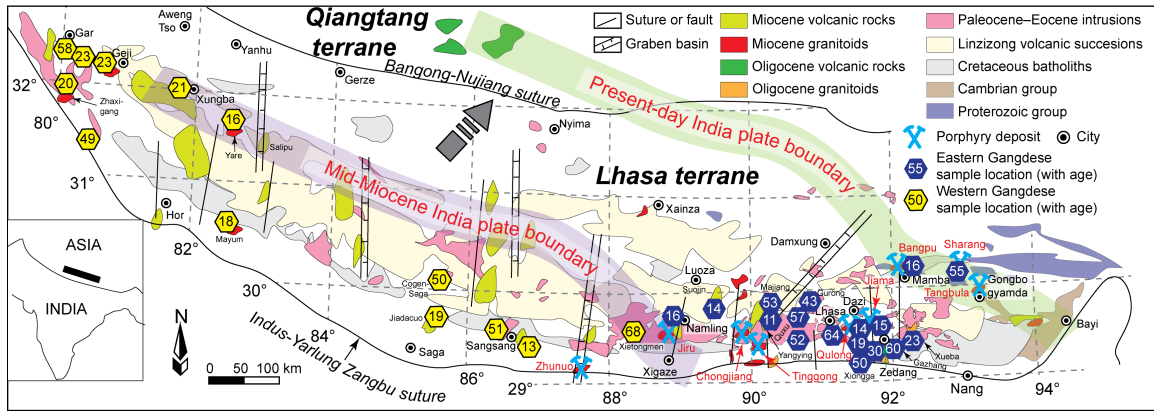 Qiangtang
terrane
Bangong-Nujiang suture
Lhasa terrane
Present-day India plate boundary
Mid-Miocene India plate boundary
Indus-Yarlung Zangbu suture
Suture or fault
Graben basin
Miocene volcanic rocks
Miocene granitoids
Oligocene volcanic rocks
Oligocene granitoids
Paleocene–Eocene intrusions
Linzizong volcanic succesions
Cretaceous batholiths
Cambrian group
Proterozoic group
Porphyry deposit
City
55
Eastern Gangdese
sample location (with age)
50
Western Gangdese
sample location (with age)
Gar
Aweng
Tso
Geji
Yanhu
58
23
23
20
Zhaxi-
gang
21
Xungba
Gerze
49
16
Yare
Salipu
Nyima
Hor
18
Mayum
Xainza
Damxung
50
Cogen-
Saga
19
Jiadacuo
Saga
51
Sangsang
13
Zhunuo
68
Xietongmen
16
Jiru
Xigaze
Luoza
Suqin
14
Namling
Chongjiang
Tinggong
Majiang
53
11
Quxu
57
43
Gurong
52
Yangying
Lhasa
64
Qulong
Dazi
Jiama
14
15
19
30
60
50
Xiongga
Zedang
Gazhang
23
Xueba
Bangpu
16
Mamba
Sharang
55
Tangbula
Gongbo
gyamda
Bayi
Nang
32°
31°
30°
29°
80°
82°
84°
86°
88°
90°
92°
94°
ASIA
INDIA
N
0 50 100 km